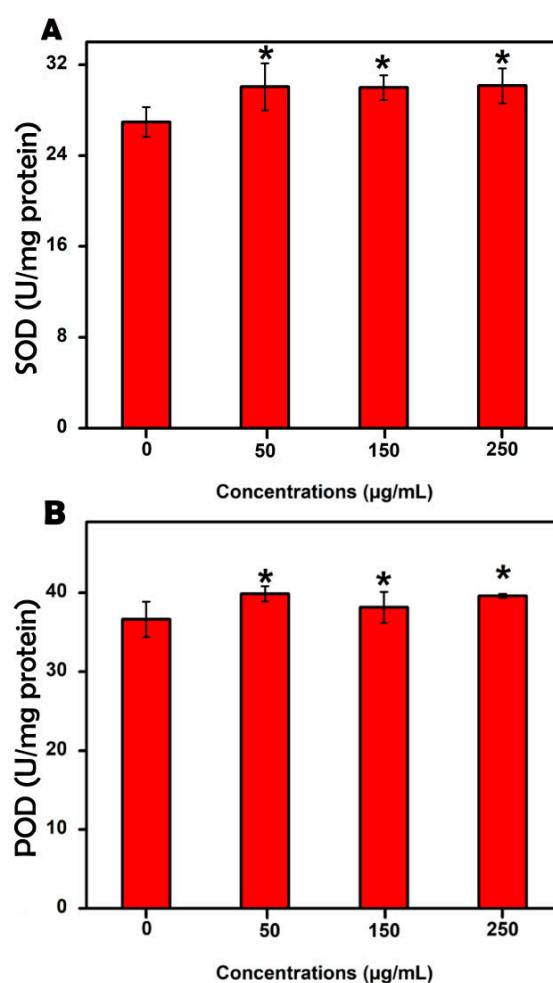 A
* * *
32
24
16
8
0
SOD (U/mg protein)
0 50 150 250
Concentrations (µg/mL)
B
* * *
40
30
20
10
0
POD (U/mg protein)
0 50 150 250
Concentrations (µg/mL)